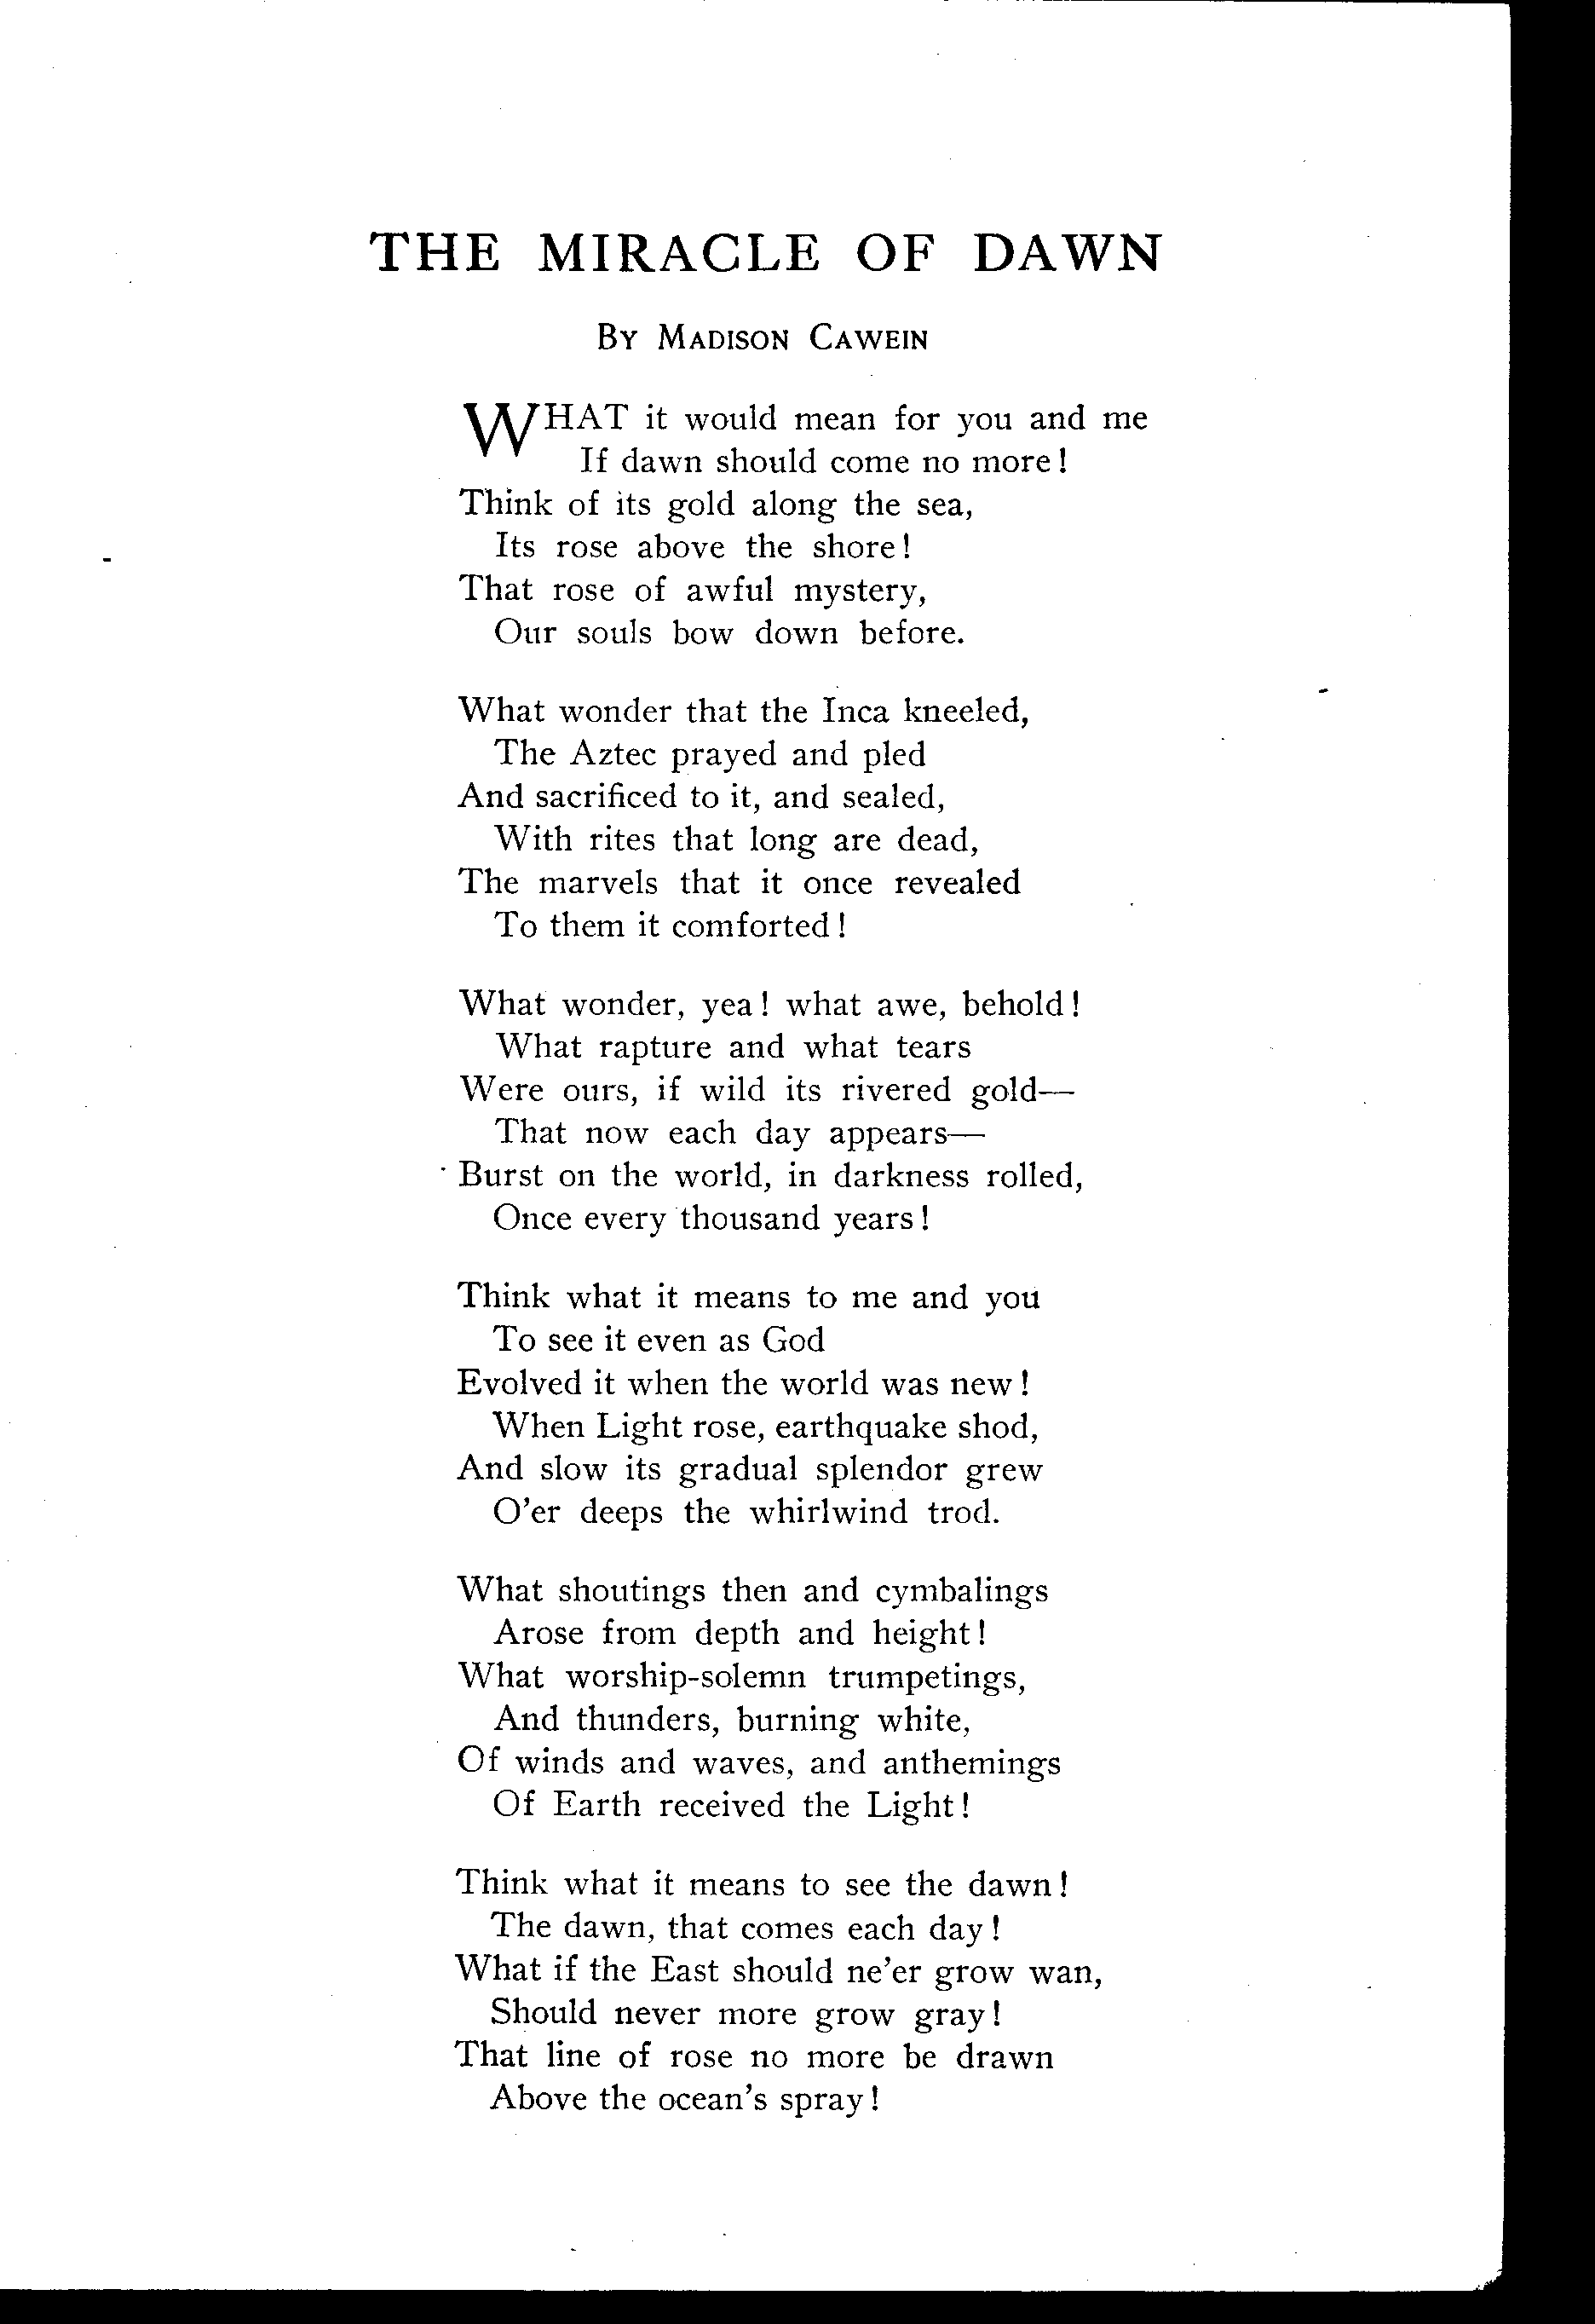 THE MIRACLE OF DAWN
BY MADISON CAWEIN
WHAT it would mean for you and me
If dawn should come no more!
Think of its gold along the sea,
Its rose above the shore!
That rose of awful mystery,
Our souls bow down before.
What wonder that the Inca kneeled,
The Aztec prayed and pled
And sacrificed to it, and sealed,
With rites that long are dead,
The marvels that it once revealed
To them it comforted!
What wonder, yea! what awe, behold!
What rapture and what tears
Were ours, if wild its rivered gold—
That now each day appears—
Burst on the world, in darkness rolled,
Once every thousand years!
Think what it means to me and you
To see it even as God
Evolved it when the world was new!
When Light rose, earthquake shod,
And slow its gradual splendor grew
O'er deeps the whirlwind trod.
What shoutings then and cymbalings
Arose from depth and height!
What worship-solemn trumpetings,
And thunders, burning white,
Of winds and waves, and anthemings
Of Earth received the Light!
Think what it means to see the dawn!
The dawn, that comes each day!
What if the East should ne'er grow wan,
Should never more grow gray!
That line of rose no more be drawn
Above the ocean's spray!